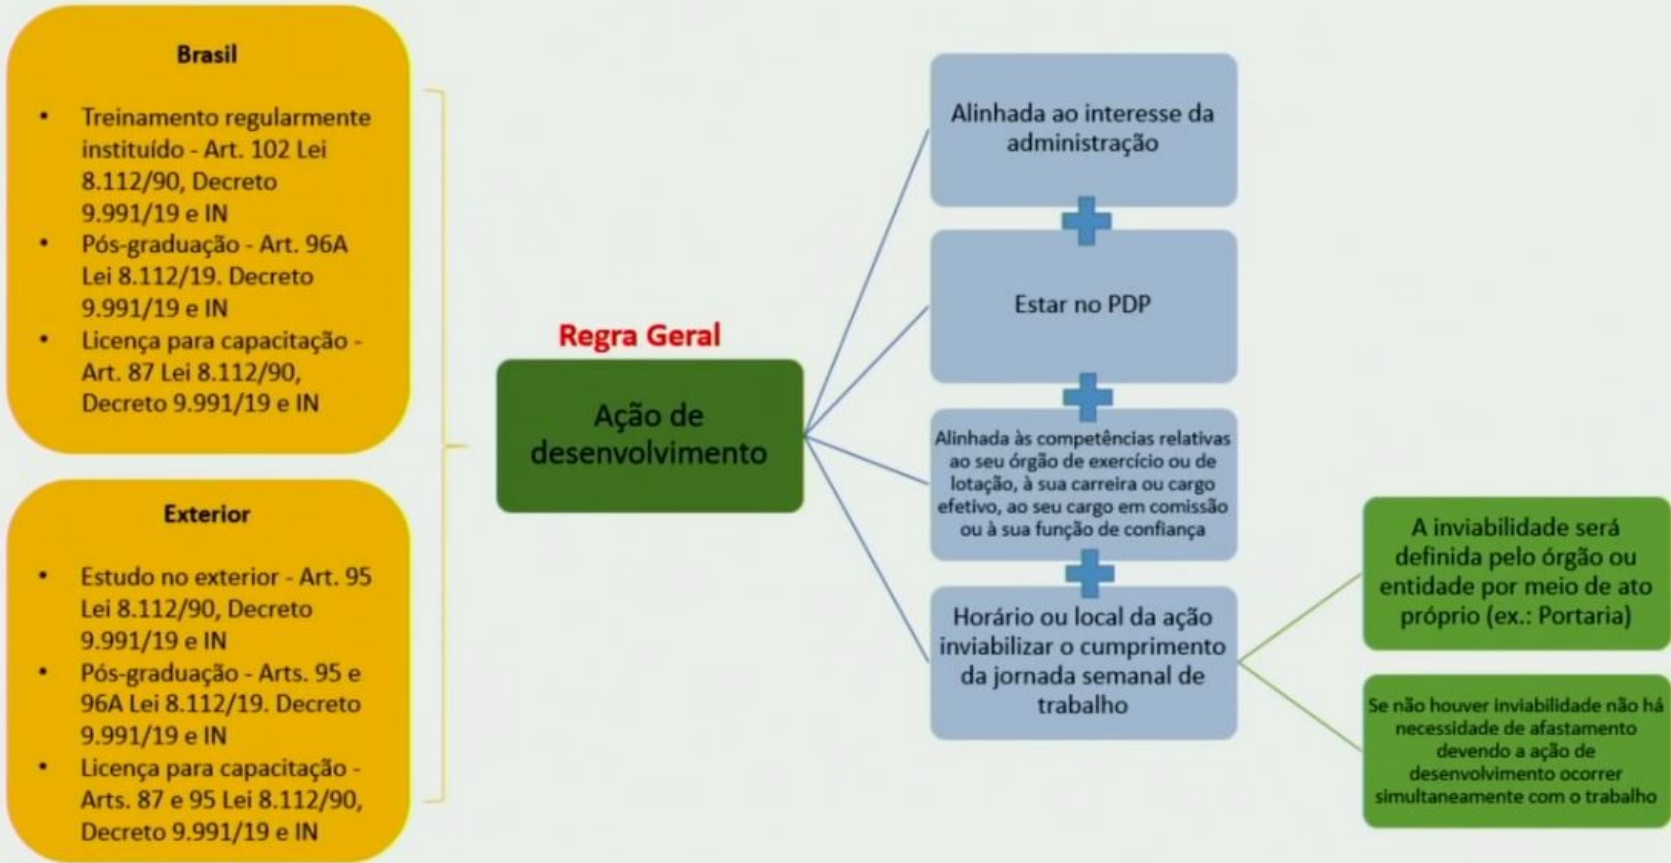 Brasil
• Treinamento regularmente
instituído - Art. 102 Lei
8.112/90, Decreto
9.991/19 e IN
• Pós-graduação - Art. 96A
Lei 8.112/19. Decreto
9.991/19 e IN
• Licença para capacitação -
Art. 87 Lei 8.112/90,
Decreto 9.991/19 e IN
Exterior
• Estudo no exterior - Art. 95
Lei 8.112/90, Decreto
9.991/19 e IN
• Pós-graduação - Arts. 95 e
96A Lei 8.112/19. Decreto
9.991/19 e IN
• Licença para capacitação -
Arts. 87 e 95 Lei 8.112/90,
Decreto 9.991/19 e IN
Regra Geral
Ação de
desenvolvimento
Alinhada ao interesse da
administração
Estar no PDP
Alinhada às competências relativas
ao seu órgão de exercício ou de
lotação, à sua carreira ou cargo
efetivo, ao seu cargo em comissão
ou à sua função de confiança
Horário ou local da ação
inviabilizar o cumprimento
da jornada semanal de
trabalho
A inviabilidade será
definida pelo órgão ou
entidade por meio de ato
próprio (ex.: Portaria)
Se não houver inviabilidade não há
necessidade de afastamento
devendo a ação de
desenvolvimento ocorrer
simultaneamente com o trabalho